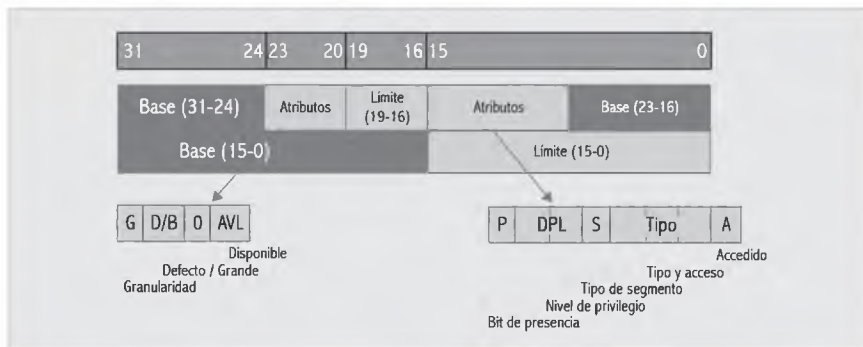 31 24 23 20 19 16 15 0
Base (31-24) Atributos Límite (19-16) Atributos Base (23-16)
Base (15-0) Límite (15-0)
G D/B 0 AVL P DPL S Tipo A
Disponible
Defecto / Grande
Granularidad
Accedido
Tipo y acceso
Tipo de segmento
Nivel de privilegio
Bit de presencia